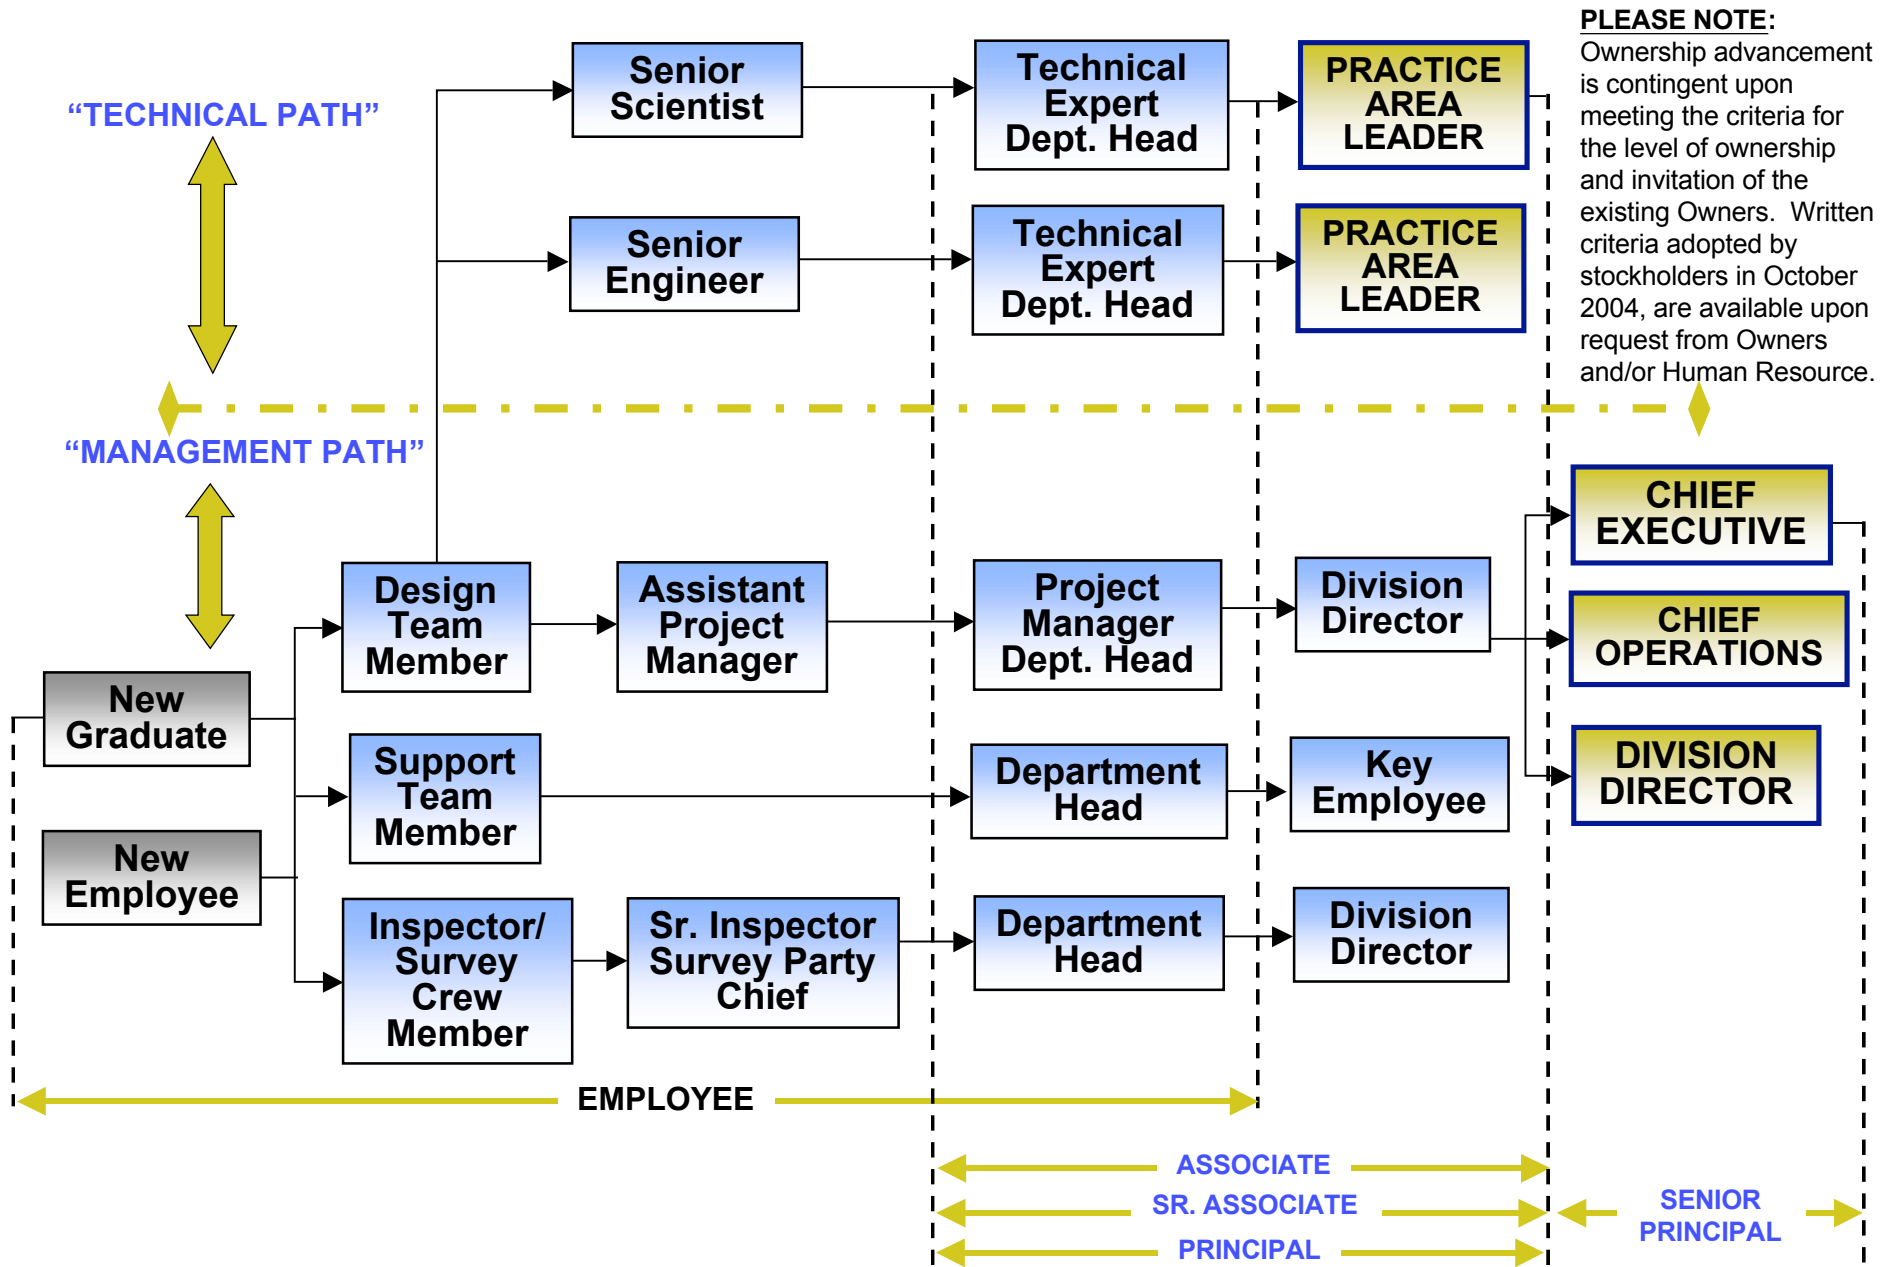 PLEASE NOTE:
Ownership advancement
is contingent upon
meeting the criteria for
the level of ownership
and invitation of the
existing Owners. Written
criteria adopted by
stockholders in October
2004, are available upon
request from Owners
and/or Human Resource.
“TECHNICAL PATH”
Senior
Scientist
Technical
Expert
Dept. Head
PRACTICE
AREA
LEADER
Senior
Engineer
Technical
Expert
Dept. Head
PRACTICE
AREA
LEADER
“MANAGEMENT PATH”
New
Graduate
New
Employee
Design
Team
Member
Assistant
Project
Manager
Project
Manager
Dept. Head
Division
Director
CHIEF
EXECUTIVE
CHIEF
OPERATIONS
DIVISION
DIRECTOR
Support
Team
Member
Department
Head
Key
Employee
Inspector/
Survey
Crew
Member
Sr. Inspector
Survey Party
Chief
Department
Head
Division
Director
EMPLOYEE
ASSOCIATE
SR. ASSOCIATE
PRINCIPAL
SENIOR
PRINCIPAL